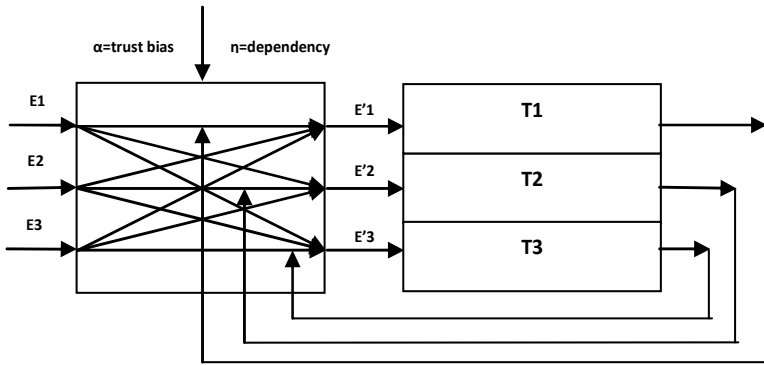 α=trust bias η=dependency
E1
E'1
T1
E2
E'2
T2
E3
E'3
T3